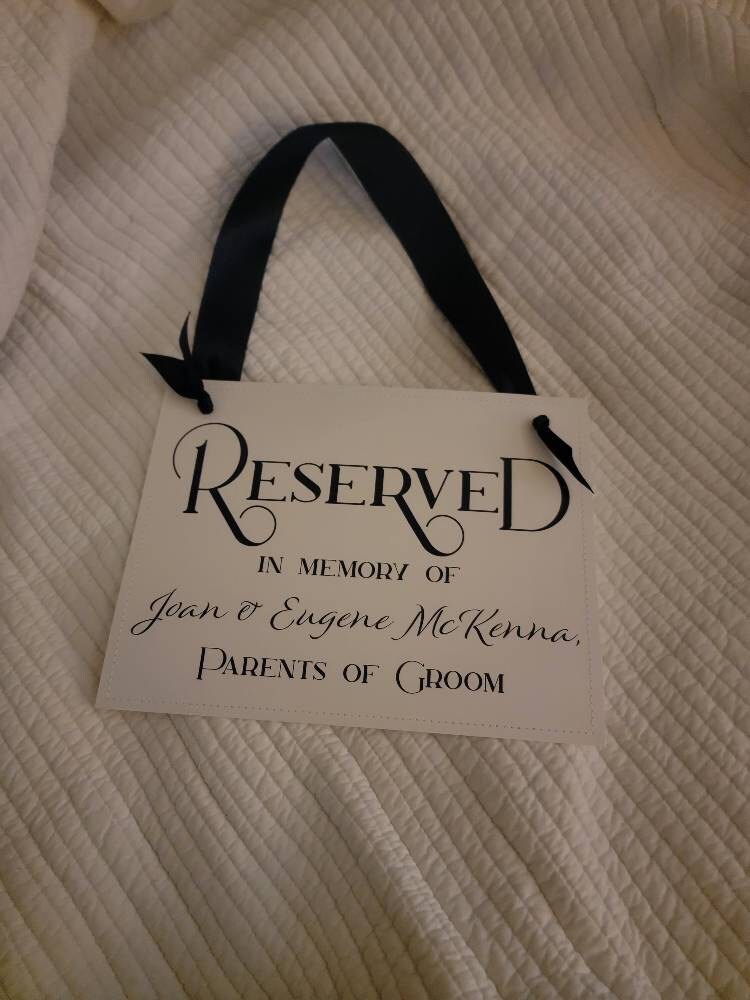 RESERVED
IN MEMORY OF
Joan & Eugene McKenna,
PARENTS OF GROOM